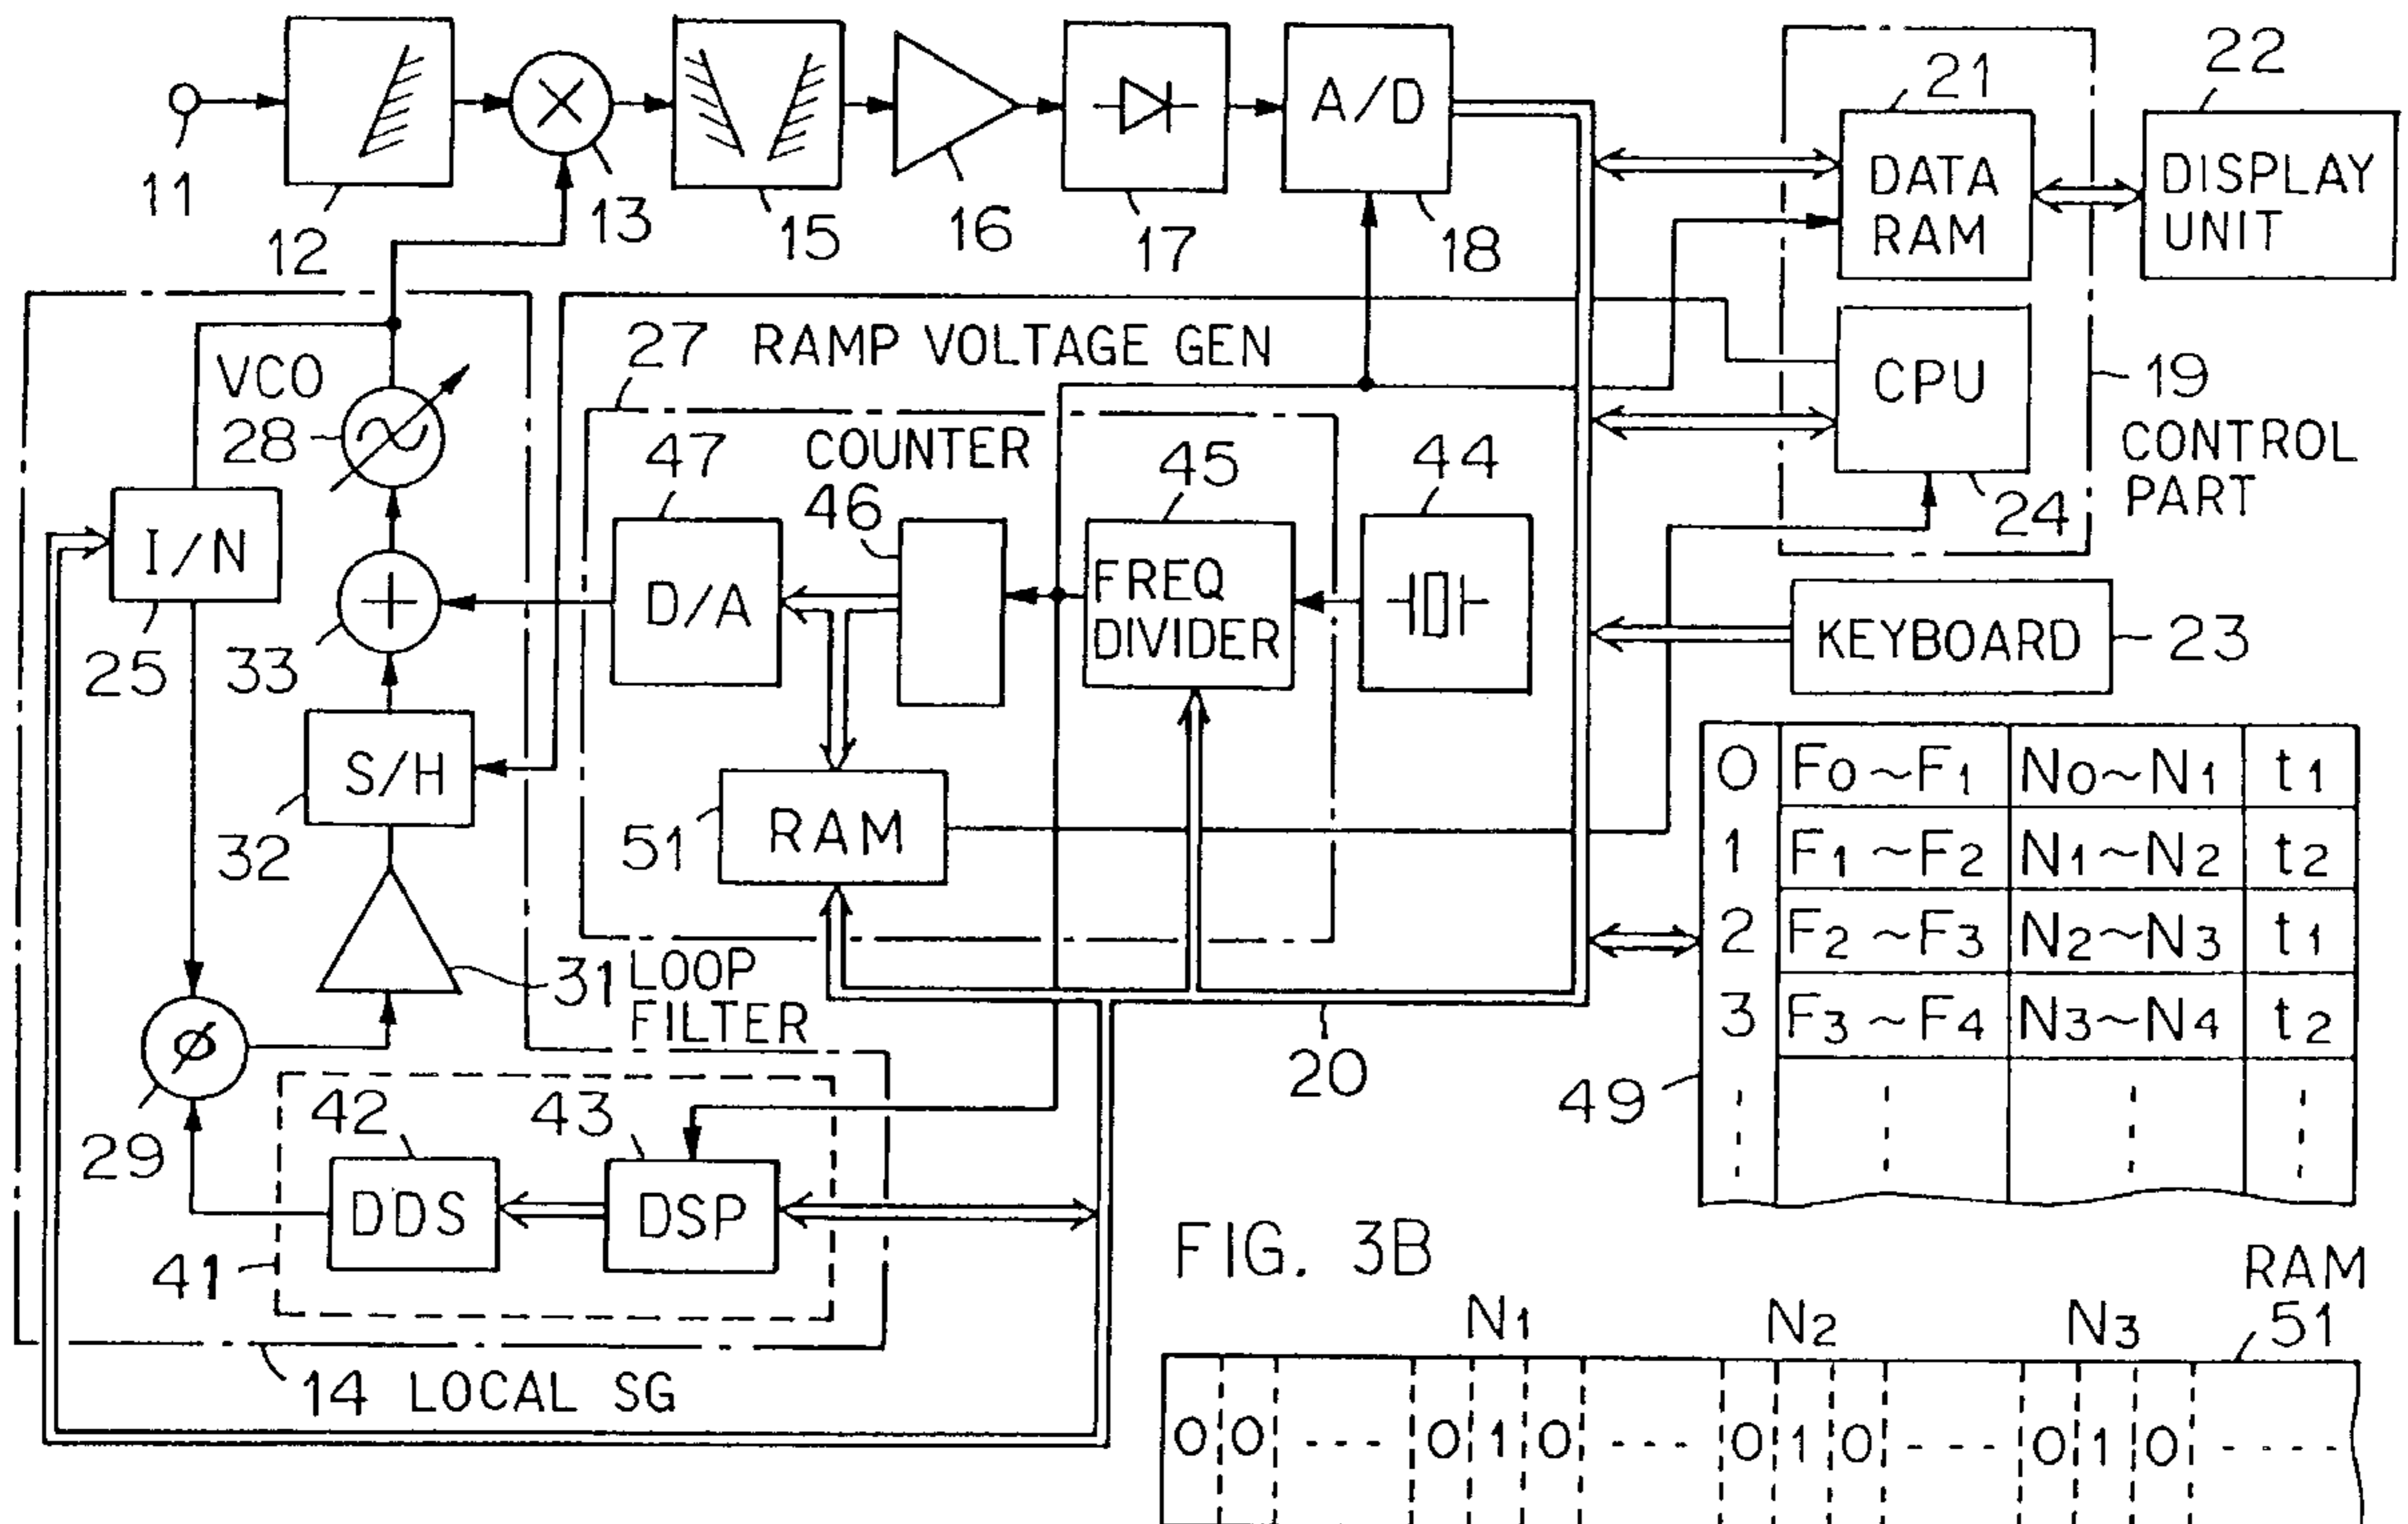 11
12
13
15
16
17
A/D
18
21
DATA RAM
22
DISPLAY UNIT
CPU
24
19 CONTROL PART
KEYBOARD
23
27 RAMP VOLTAGE GEN
VCO
28
I/N
25
33
S/H
32
31 LOOP FILTER
ϕ
29
47
D/A
COUNTER
46
45
FREQ DIVIDER
44
51
RAM
20
41
42
DDS
43
DSP
14 LOCAL SG
49
0 F0~F1 N0~N1 t1
1 F1~F2 N1~N2 t2
2 F2~F3 N2~N3 t1
3 F3~F4 N3~N4 t2
FIG. 3B
RAM
51
N1 N2 N3
0 0 --- 0 1 0 --- 0 1 0 --- 0 1 0 ----